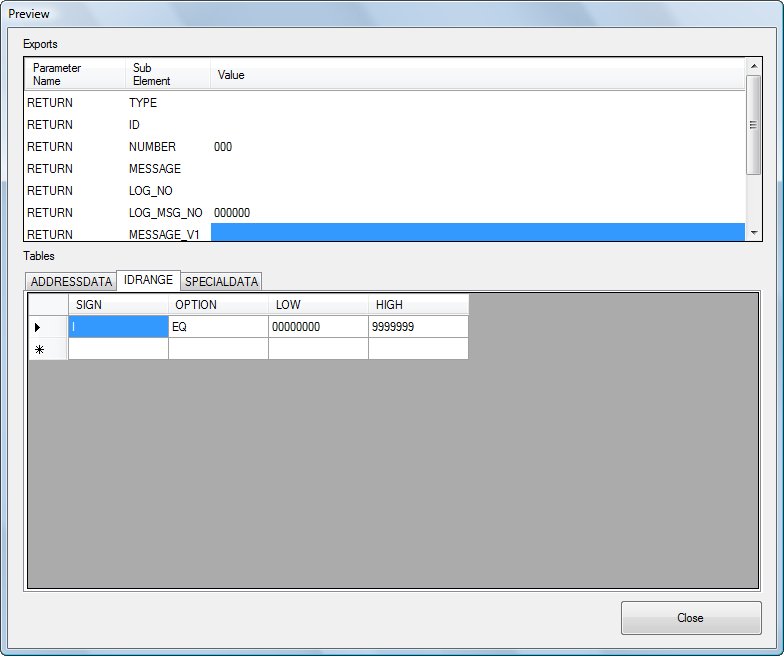 Preview
Exports
Parameter Name Sub Element Value
RETURN TYPE
RETURN ID
RETURN NUMBER 000
RETURN MESSAGE
RETURN LOG_NO
RETURN LOG_MSG_NO 000000
RETURN MESSAGE_V1
Tables
ADDRESSDATA IDRANGE SPECIALDATA
SIGN OPTION LOW HIGH
I EQ 00000000 9999999
Close